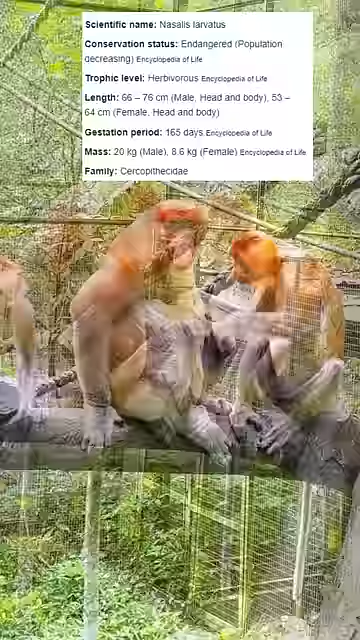 Scientific name: Nasalis larvatus
Conservation status: Endangered (Population
decreasing) Encyclopedia of Life
Trophic level: Herbivorous Encyclopedia of Life
Length: 66 – 76 cm (Male, Head and body), 53 –
64 cm (Female, Head and body)
Gestation period: 165 days Encyclopedia of Life
Mass: 20 kg (Male), 8.6 kg (Female) Encyclopedia of Life
Family: Cercopithecidae